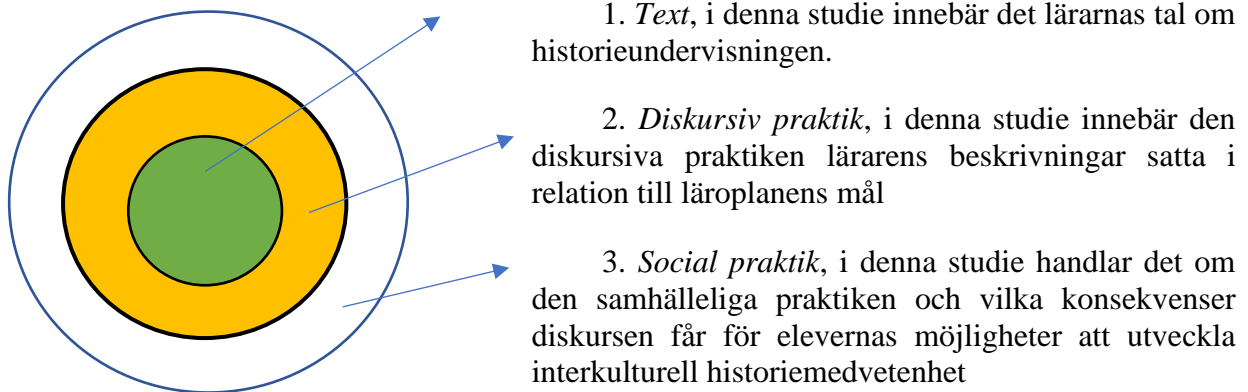 1. Text, i denna studie innebär det lärarnas tal om
historieundervisningen.
2. Diskursiv praktik, i denna studie innebär den
diskursiva praktiken lärarens beskrivningar satta i
relation till läroplanens mål
3. Social praktik, i denna studie handlar det om
den samhälleliga praktiken och vilka konsekvenser
diskursen får för elevernas möjligheter att utveckla
interkulturell historiemedvetenhet